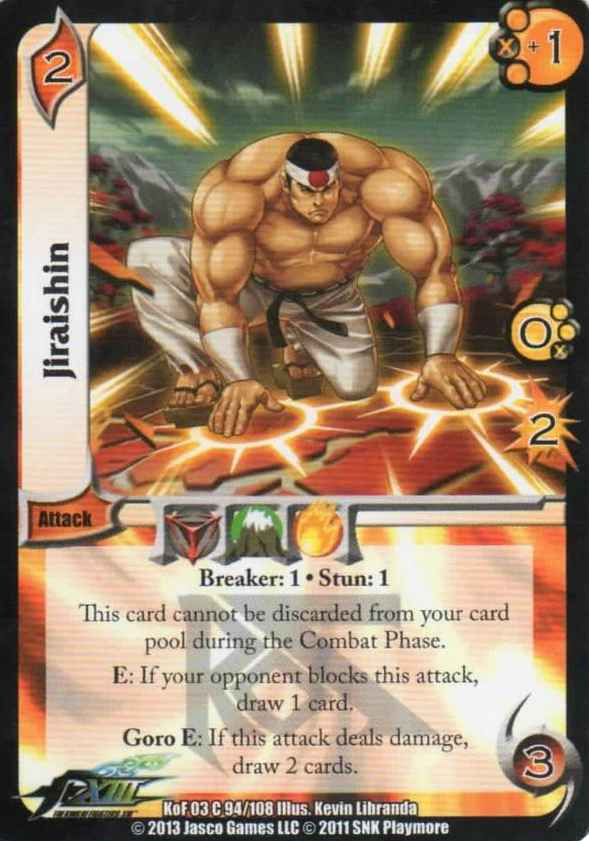 2
+1
Jiraishin
0
2
Attack
Breaker: 1 • Stun: 1
This card cannot be discarded from your card
pool during the Combat Phase.
E: If your opponent blocks this attack,
draw 1 card.
Goro E: If this attack deals damage,
draw 2 cards.
3
XIII
KoF 03 C 94/108 Illus. Kevin Libranda
© 2013 Jasco Games LLC © 2011 SNK Playmore